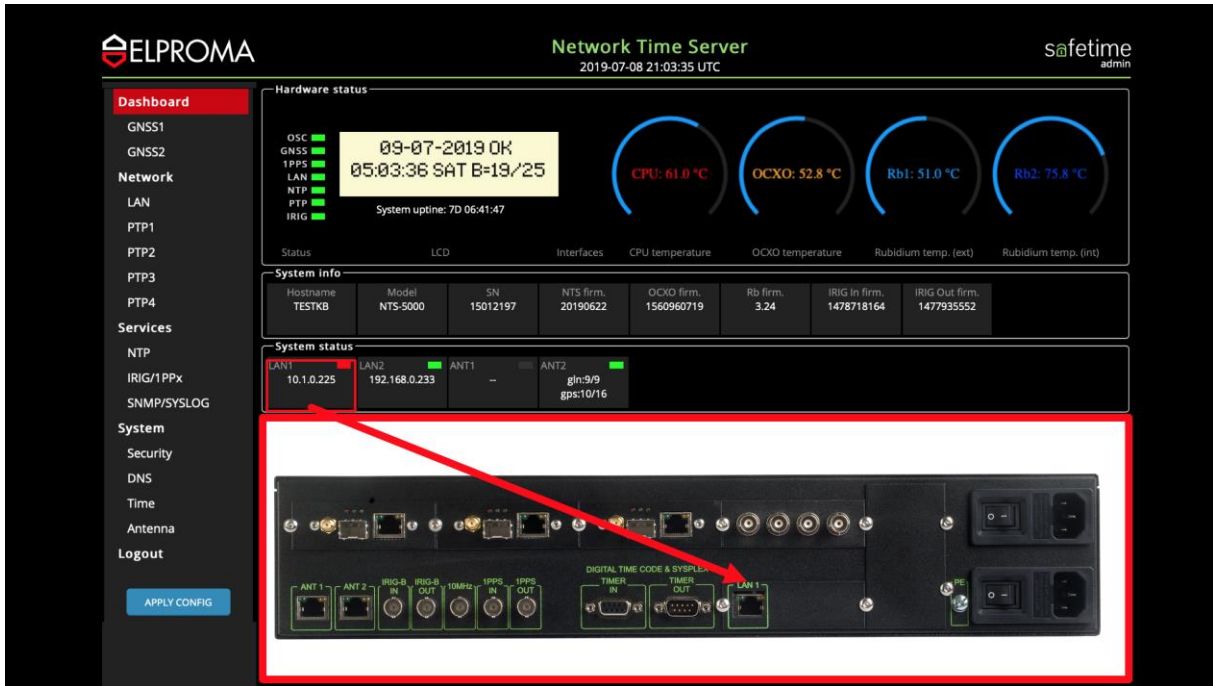 ELPROMA
Network Time Server
2019-07-08 21:03:35 UTC
safetime
admin
Dashboard
GNSS1
GNSS2
Network
LAN
PTP1
PTP2
PTP3
PTP4
Services
NTP
IRIG/1PPx
SNMP/SYSLOG
System
Security
DNS
Time
Antenna
Logout
APPLY CONFIG
Hardware status
OSC
GNSS
1PPS
LAN
NTP
PTP
IRIG
09-07-2019 OK
05:03:36 SAT B=19/25
System uptine: 7D 06:41:47
CPU: 61.0 °C
OCXO: 52.8 °C
Rb1: 51.0 °C
Rb2: 75.8 °C
Status LCD Interfaces CPU temperature OCXO temperature Rubidium temp. (ext) Rubidium temp. (int)
System info
Hostname Model SN NTS firm. OCXO firm. Rb firm. IRIG In firm. IRIG Out firm.
TESTKB NTS-5000 15012197 20190622 1560960719 3.24 1478718164 1477935552
System status
LAN1 LAN2 ANT1 ANT2
10.1.0.225 192.168.0.233 -- gln:9/9
gps:10/16
DIGITAL TIME CODE & SYSPLEX
ANT 1 ANT 2 IRIG-B IN IRIG-B OUT 10MHz 1PPS IN 1PPS OUT TIMER IN TIMER OUT LAN 1 PE